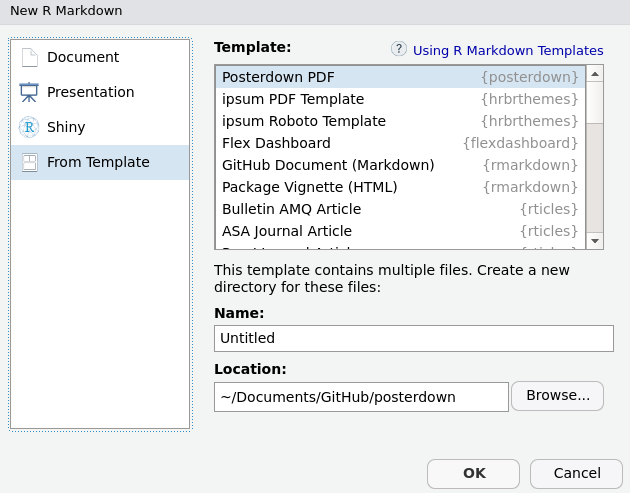 New R Markdown
Document
Presentation
Shiny
From Template
Template:
? Using R Markdown Templates
Posterdown PDF {posterdown}
ipsum PDF Template {hrbrthemes}
ipsum Roboto Template {hrbrthemes}
Flex Dashboard {flexdashboard}
GitHub Document (Markdown) {rmarkdown}
Package Vignette (HTML) {rmarkdown}
Bulletin AMQ Article {rticles}
ASA Journal Article {rticles}
This template contains multiple files. Create a new
directory for these files:
Name:
Untitled
Location:
~/Documents/GitHub/posterdown
Browse...
OK
Cancel